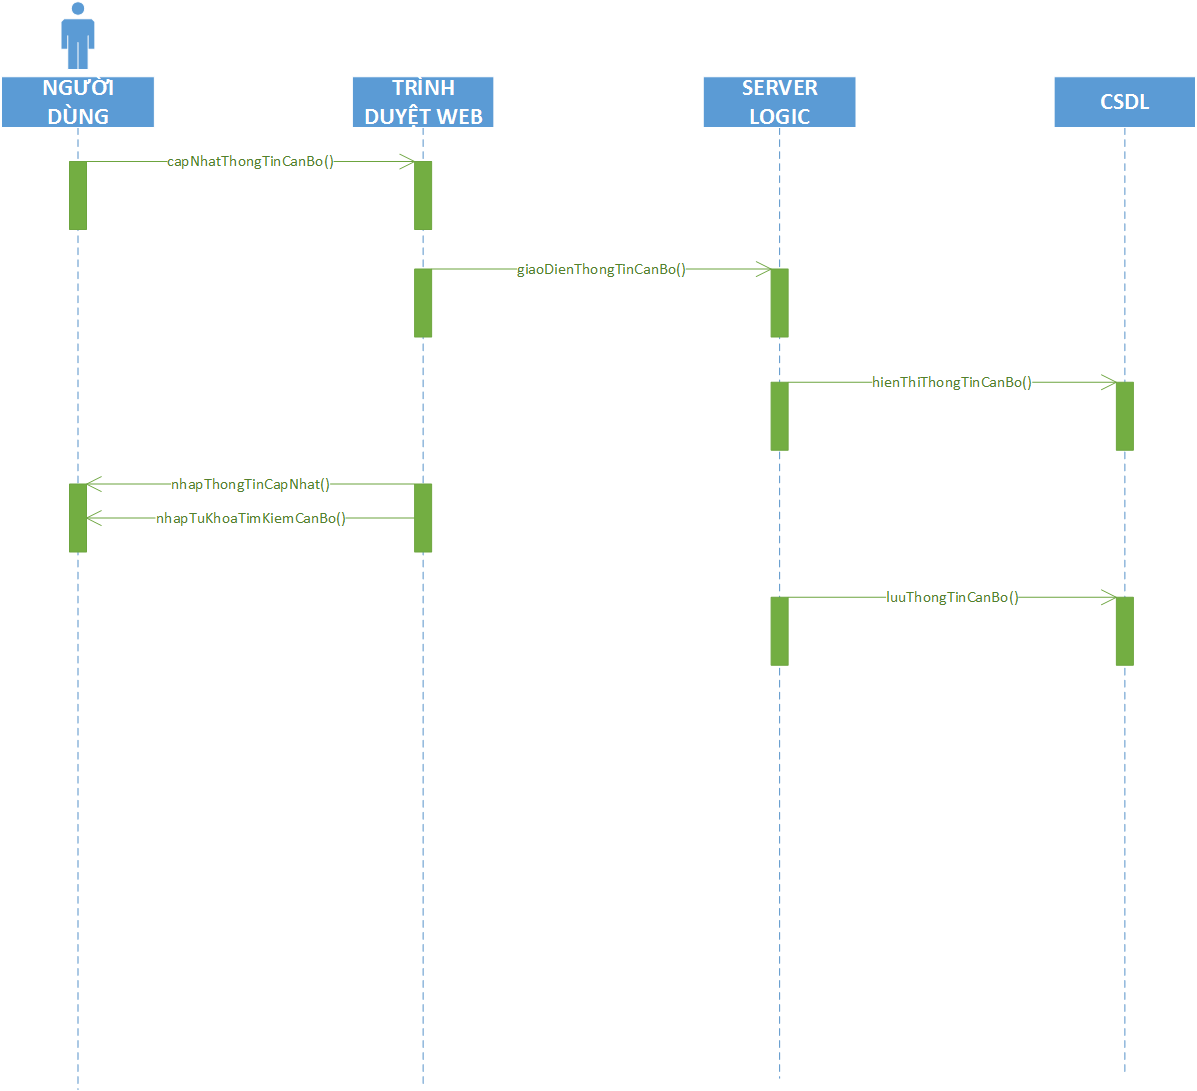 NGƯỜI
DÙNG
TRÌNH
DUYỆT WEB
SERVER
LOGIC
CSDL
capNhatThongTinCanBo()
giaoDienThongTinCanBo()
hienThiThongTinCanBo()
nhapThongTinCapNhat()
nhapTuKhoaTimKiemCanBo()
luuThongTinCanBo()